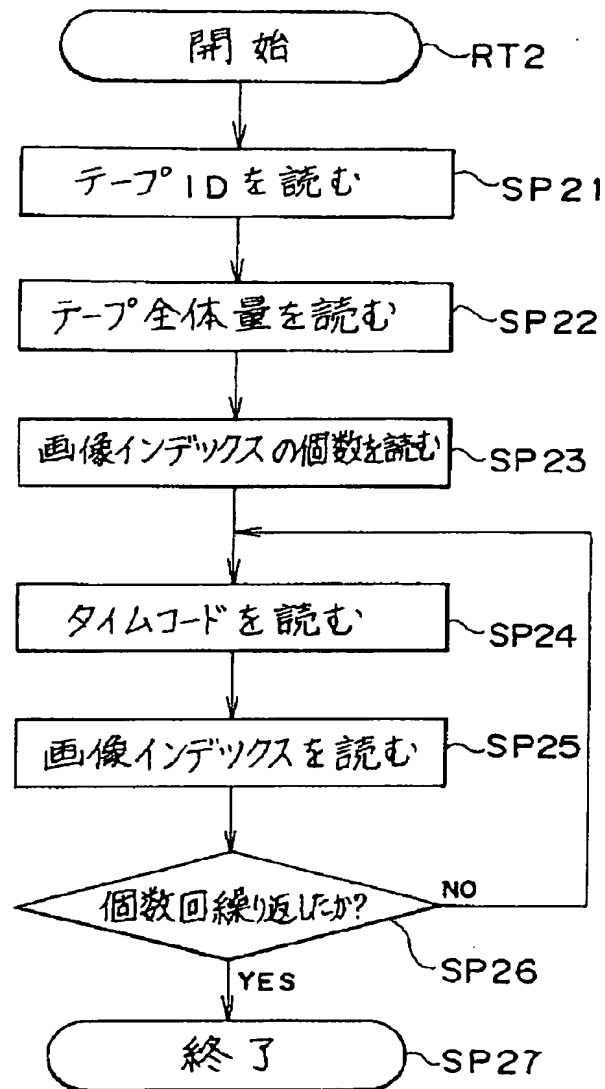 開始
RT2
テープIDを読む
SP21
テープ全体量を読む
SP22
画像インデックスの個数を読む
SP23
タイムコードを読む
SP24
画像インデックスを読む
SP25
個数回繰り返したか?
NO
SP26
YES
終了
SP27